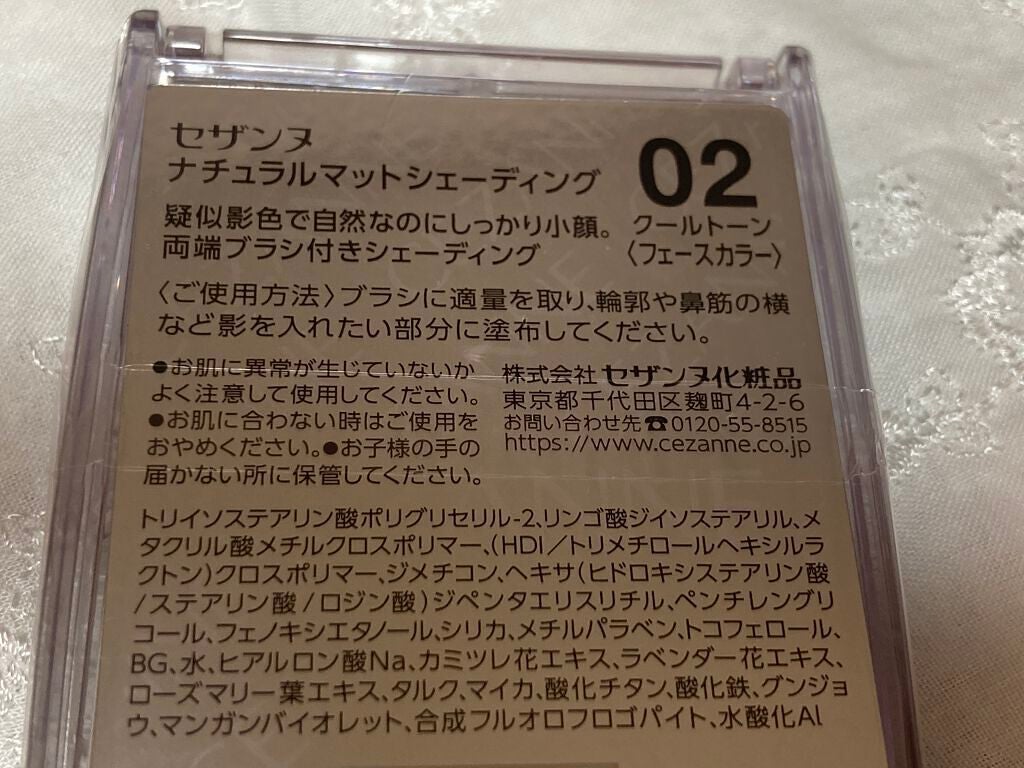 セザンヌ
ナチュラルマットシェーディング
02
クールトーン
〈フェースカラー〉
疑似影色で自然なのにしっかり小顔。
両端ブラシ付きシェーディング
〈ご使用方法〉ブラシに適量を取り、輪郭や鼻筋の横
など影を入れたい部分に塗布してください。
●お肌に異常が生じていないか
よく注意して使用してください。
●お肌に合わない時はご使用を
おやめください。●お子様の手の
届かない所に保管してください。
株式会社 セザンヌ化粧品
東京都千代田区麹町4-2-6
お問い合わせ先☎0120-55-8515
https://www.cezanne.co.jp
トリイソステアリン酸ポリグリセリル-2、リンゴ酸ジイソステアリル、メ
タクリル酸メチルクロスポリマー、(HDI/トリメチロールヘキシルラ
クトン)クロスポリマー、ジメチコン、ヘキサ(ヒドロキシステアリン酸
/ステアリン酸/ロジン酸)ジペンタエリスリチル、ペンチレングリ
コール、フェノキシエタノール、シリカ、メチルパラベン、トコフェロール、
BG、水、ヒアルロン酸Na、カミツレ花エキス、ラベンダー花エキス、
ローズマリー葉エキス、タルク、マイカ、酸化チタン、酸化鉄、グンジョ
ウ、マンガンバイオレット、合成フルオロフロゴパイト、水酸化Al